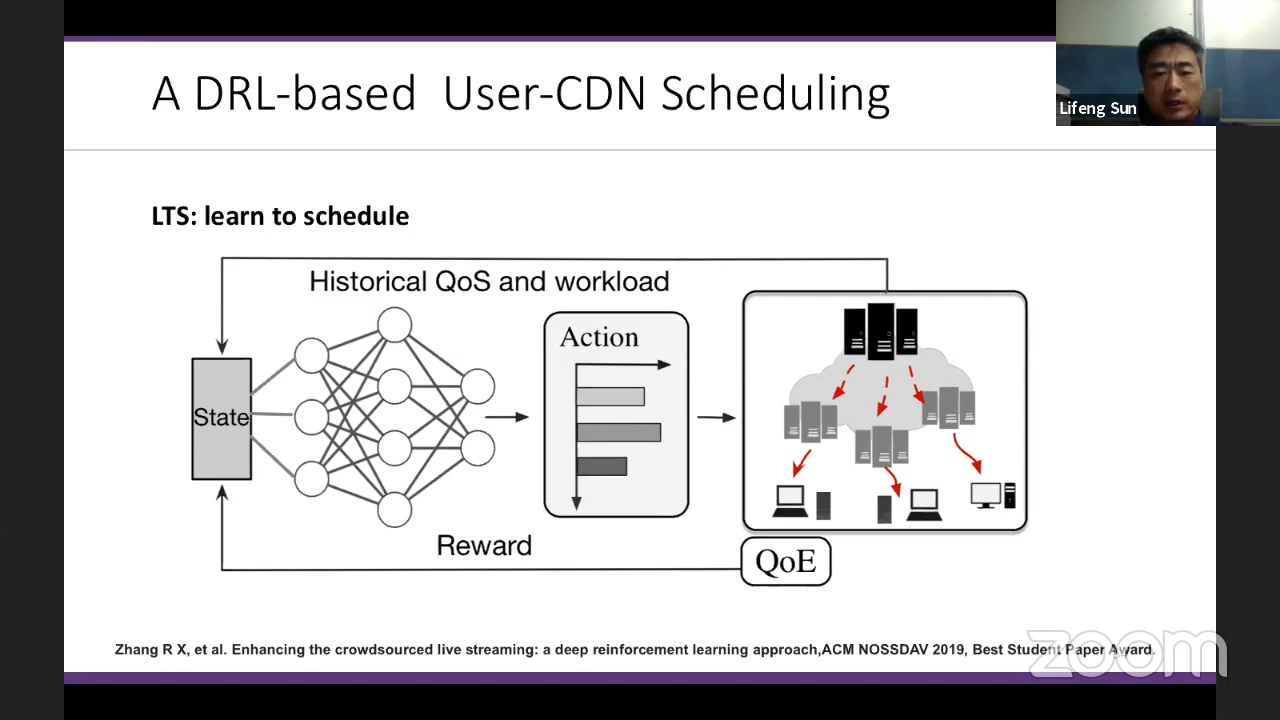 A DRL-based User-CDN Scheduling
Lifeng Sun
LTS: learn to schedule
Historical QoS and workload
Action
State
Reward
QoE
Zhang R X, et al. Enhancing the crowdsourced live streaming: a deep reinforcement learning approach,ACM NOSSDAV 2019, Best Student Paper Award.
zoom